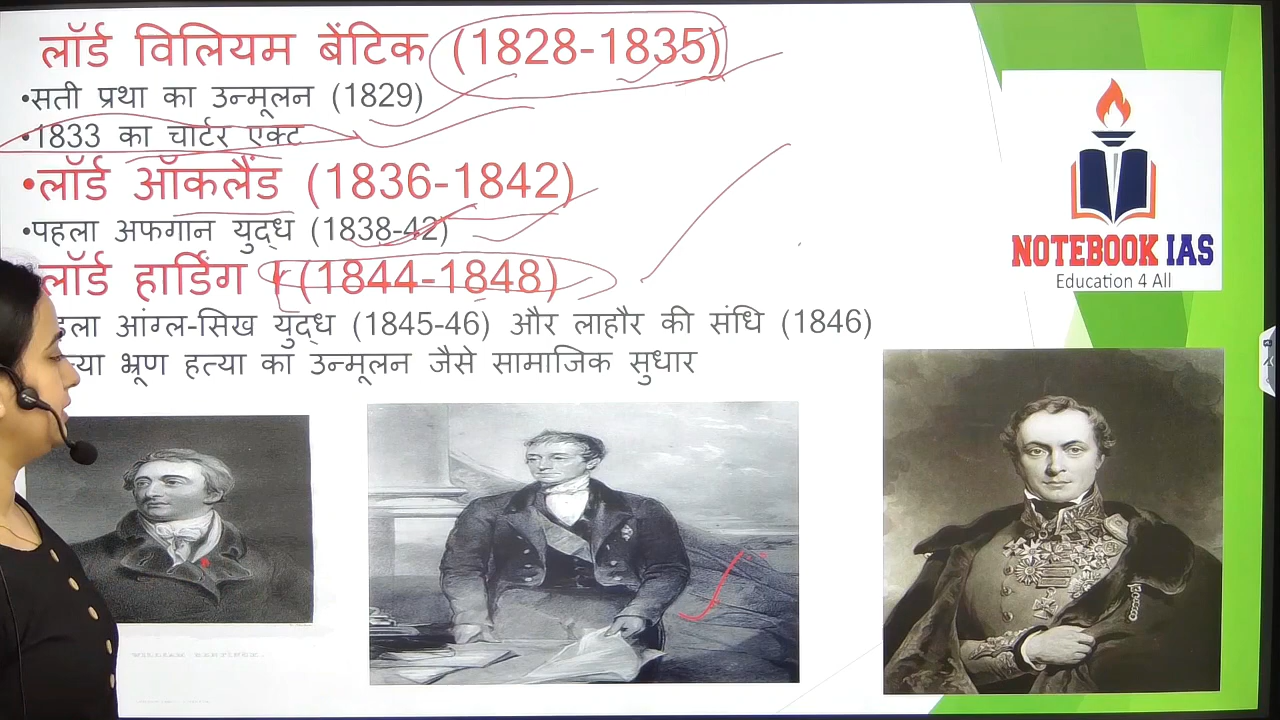 लॉर्ड विलियम बेंटिक (1828-1835)
•सती प्रथा का उन्मूलन (1829)
•1833 का चार्टर एक्ट
•लॉर्ड ऑकलैंड (1836-1842)
•पहला अफगान युद्ध (1838-42)
लॉर्ड हार्डिंग I (1844-1848)
आंग्ल-सिख युद्ध (1845-46) और लाहौर की संधि (1846)
भ्रूण हत्या का उन्मूलन जैसे सामाजिक सुधार
NOTEBOOK IAS
Education 4 All